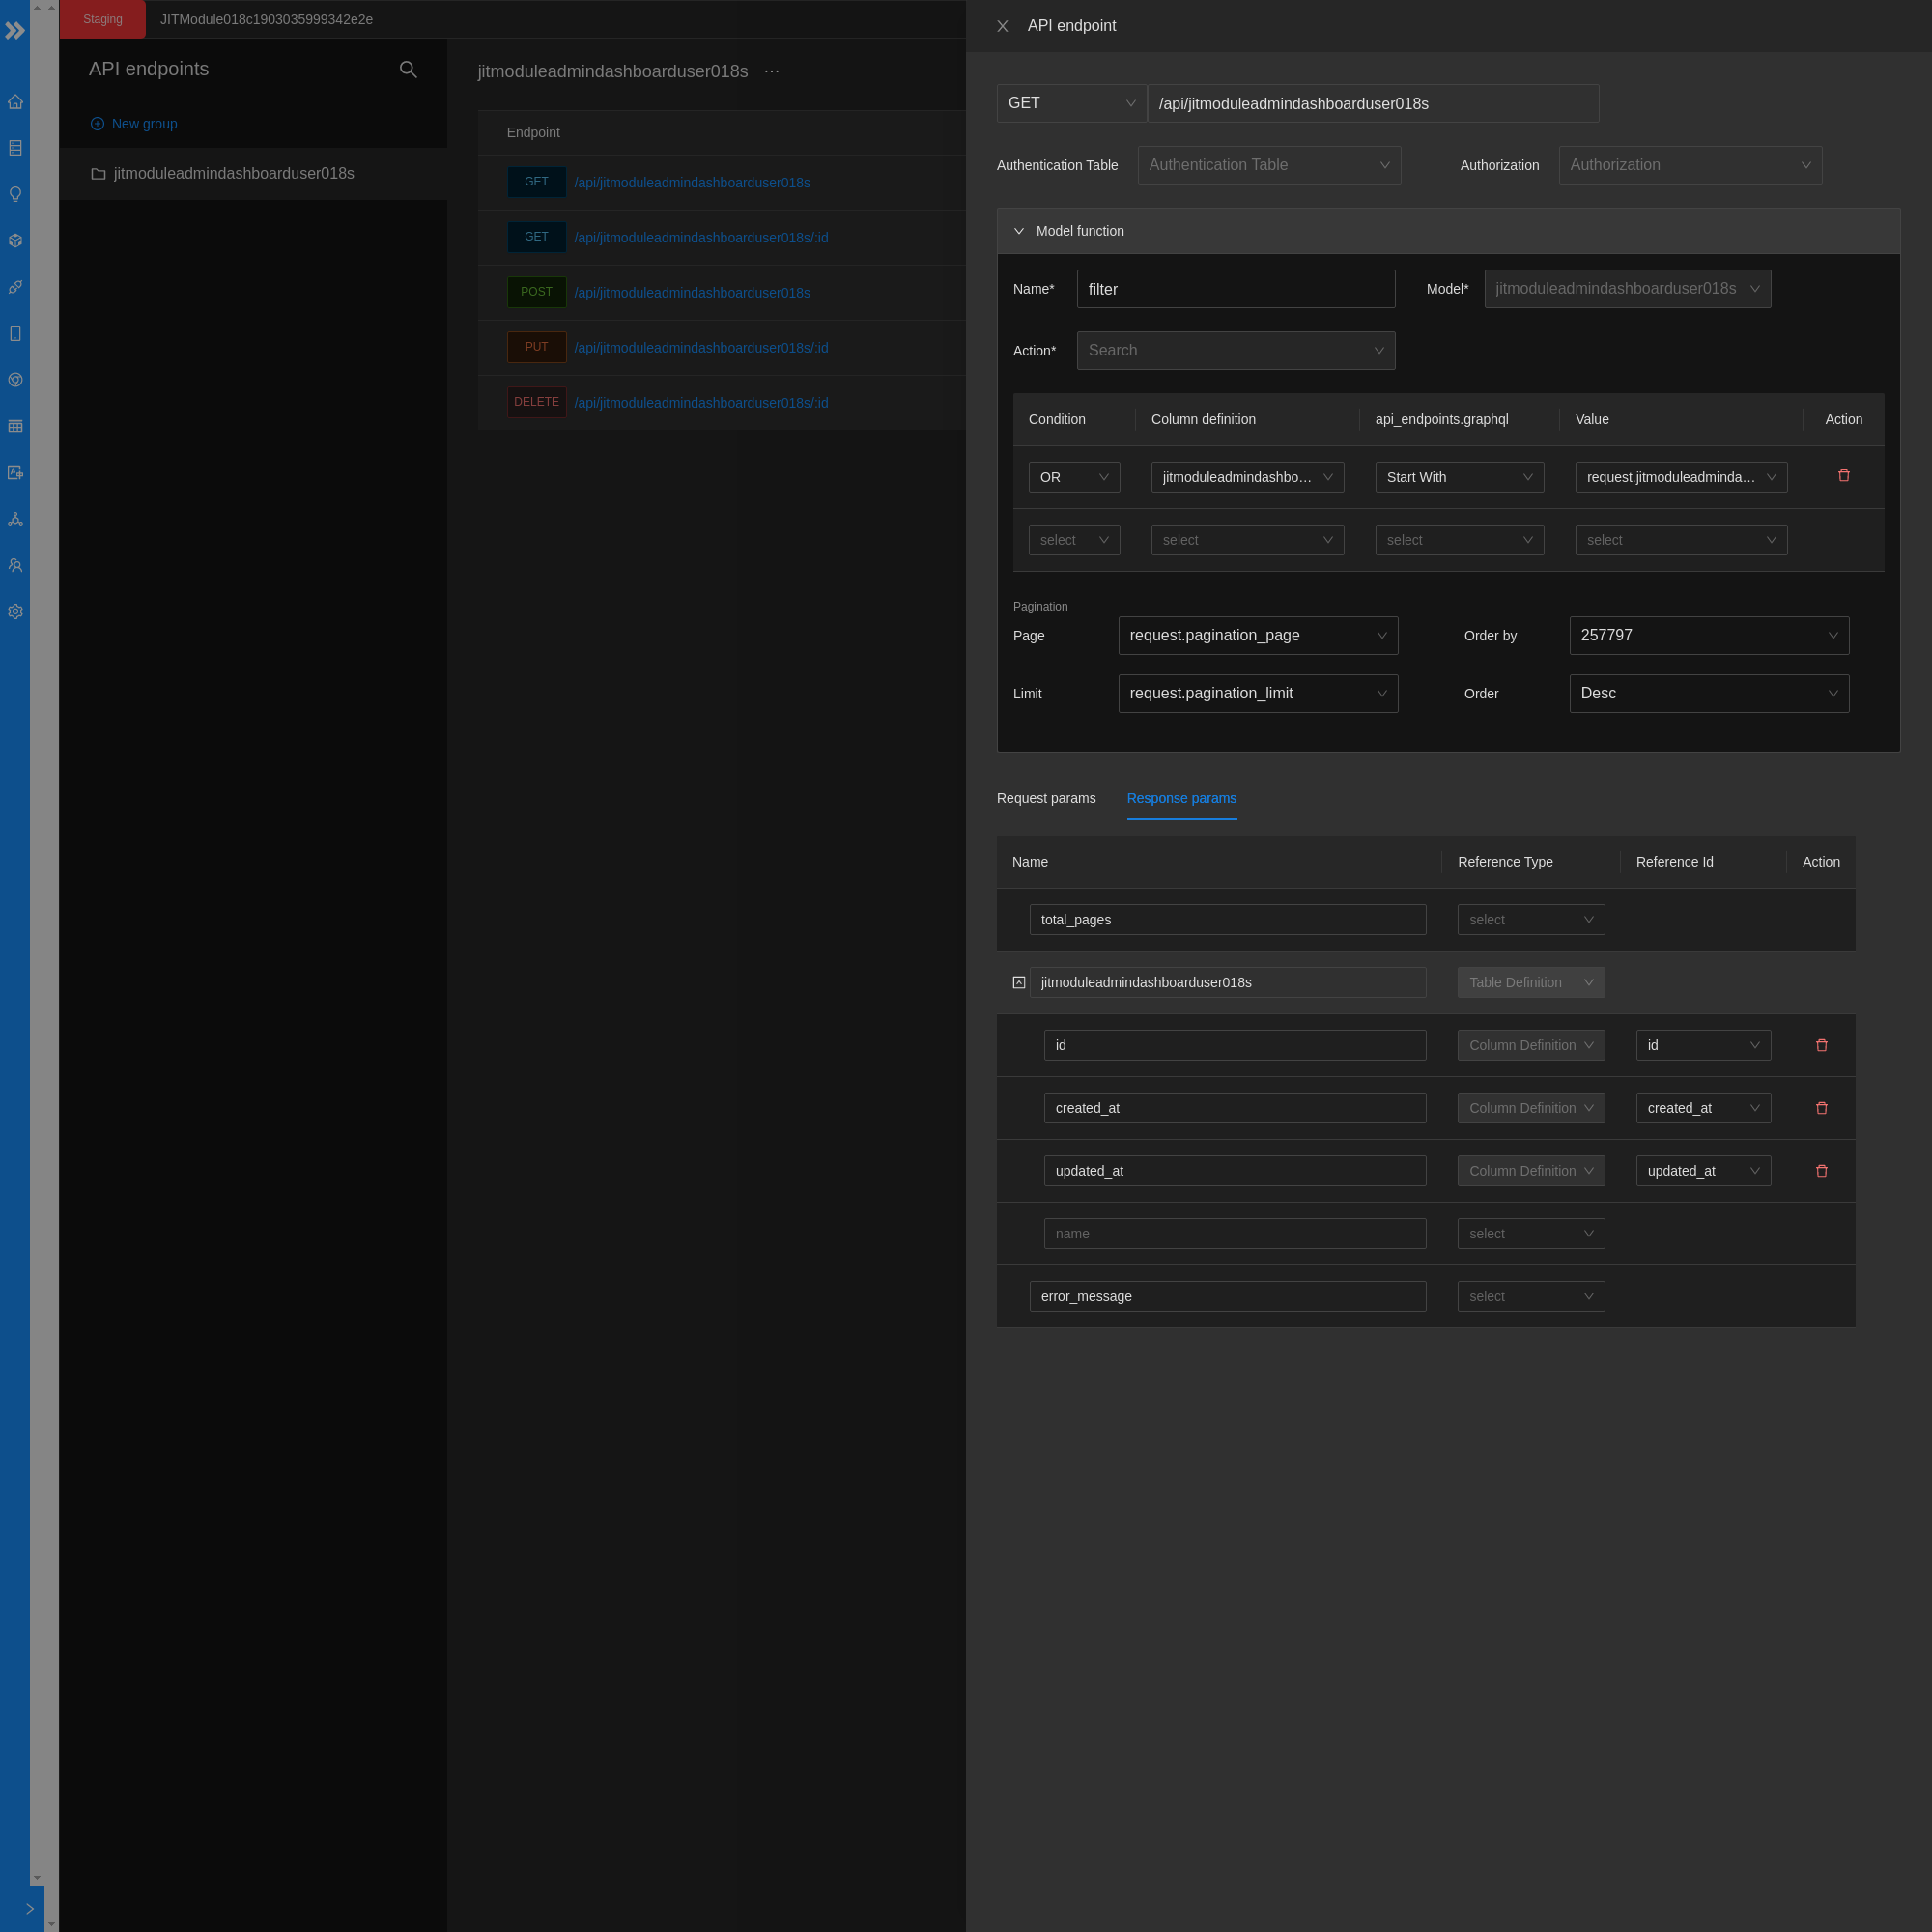 Staging
JITModule018c1903035999342e2e
API endpoints
New group
jitmoduleadmindashboarduser018s
jitmoduleadmindashboarduser018s ···
Endpoint
GET /api/jitmoduleadmindashboarduser018s
GET /api/jitmoduleadmindashboarduser018s/:id
POST /api/jitmoduleadmindashboarduser018s
PUT /api/jitmoduleadmindashboarduser018s/:id
DELETE /api/jitmoduleadmindashboarduser018s/:id
API endpoint
GET /api/jitmoduleadmindashboarduser018s
Authentication Table Authentication Table Authorization Authorization
Model function
Name* filter Model* jitmoduleadmindashboarduser018s
Action* Search
Condition Column definition api_endpoints.graphql Value Action
OR jitmoduleadmindashbo... Start With request.jitmoduleadminda...
select select select select
Pagination
Page request.pagination_page Order by 257797
Limit request.pagination_limit Order Desc
Request params Response params
Name Reference Type Reference Id Action
total_pages select
jitmoduleadmindashboarduser018s Table Definition
id Column Definition id
created_at Column Definition created_at
updated_at Column Definition updated_at
name select
error_message select